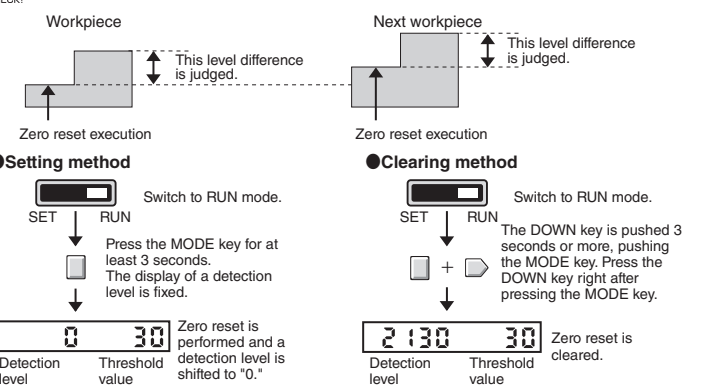 Workpiece
This level difference
is judged.
Zero reset execution
Next workpiece
This level difference
is judged.
Zero reset execution
●Setting method
SET RUN
Switch to RUN mode.
Press the MODE key for at
least 3 seconds.
The display of a detection
level is fixed.
0 30
Detection
level
Threshold
value
Zero reset is
performed and a
detection level is
shifted to "0."
●Clearing method
SET RUN
Switch to RUN mode.
The DOWN key is pushed 3
seconds or more, pushing
the MODE key. Press the
DOWN key right after
pressing the MODE key.
+
2130 30
Detection
level
Threshold
value
Zero reset is
cleared.